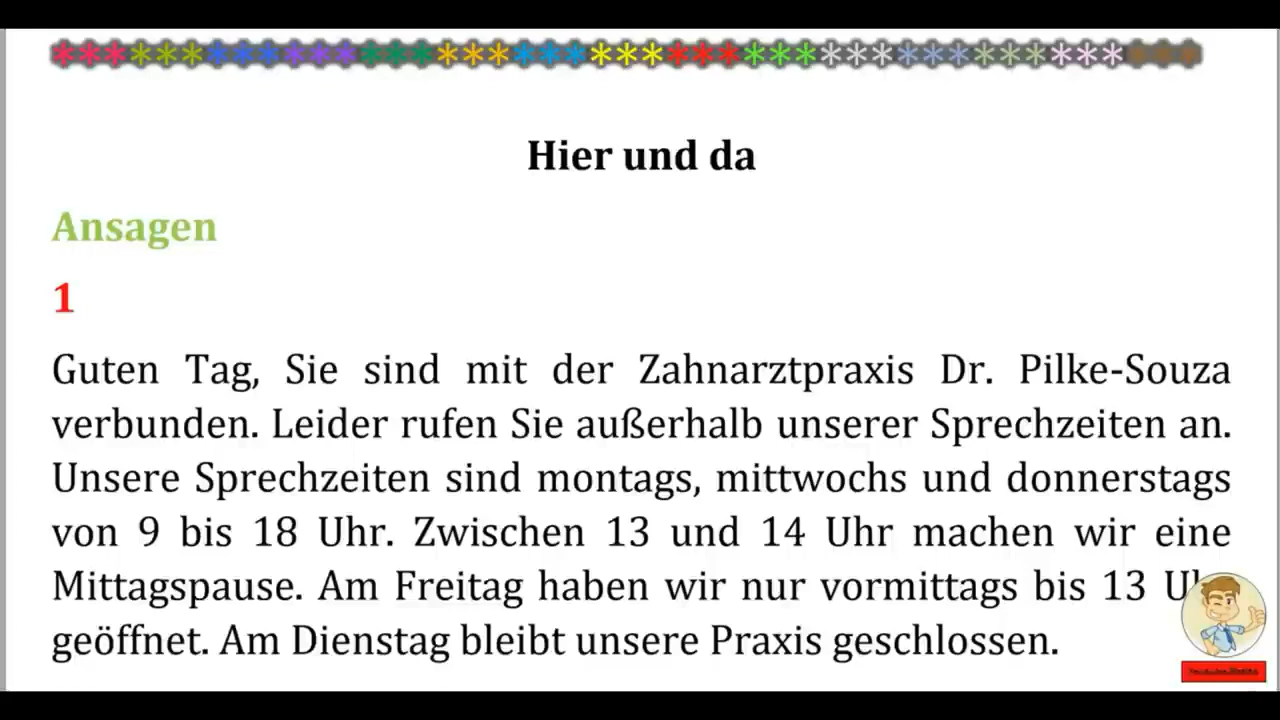 Hier und da
Ansagen
1
Guten Tag, Sie sind mit der Zahnarztpraxis Dr. Pilke-Souza
verbunden. Leider rufen Sie außerhalb unserer Sprechzeiten an.
Unsere Sprechzeiten sind montags, mittwochs und donnerstags
von 9 bis 18 Uhr. Zwischen 13 und 14 Uhr machen wir eine
Mittagspause. Am Freitag haben wir nur vormittags bis 13
geöffnet. Am Dienstag bleibt unsere Praxis geschlossen.